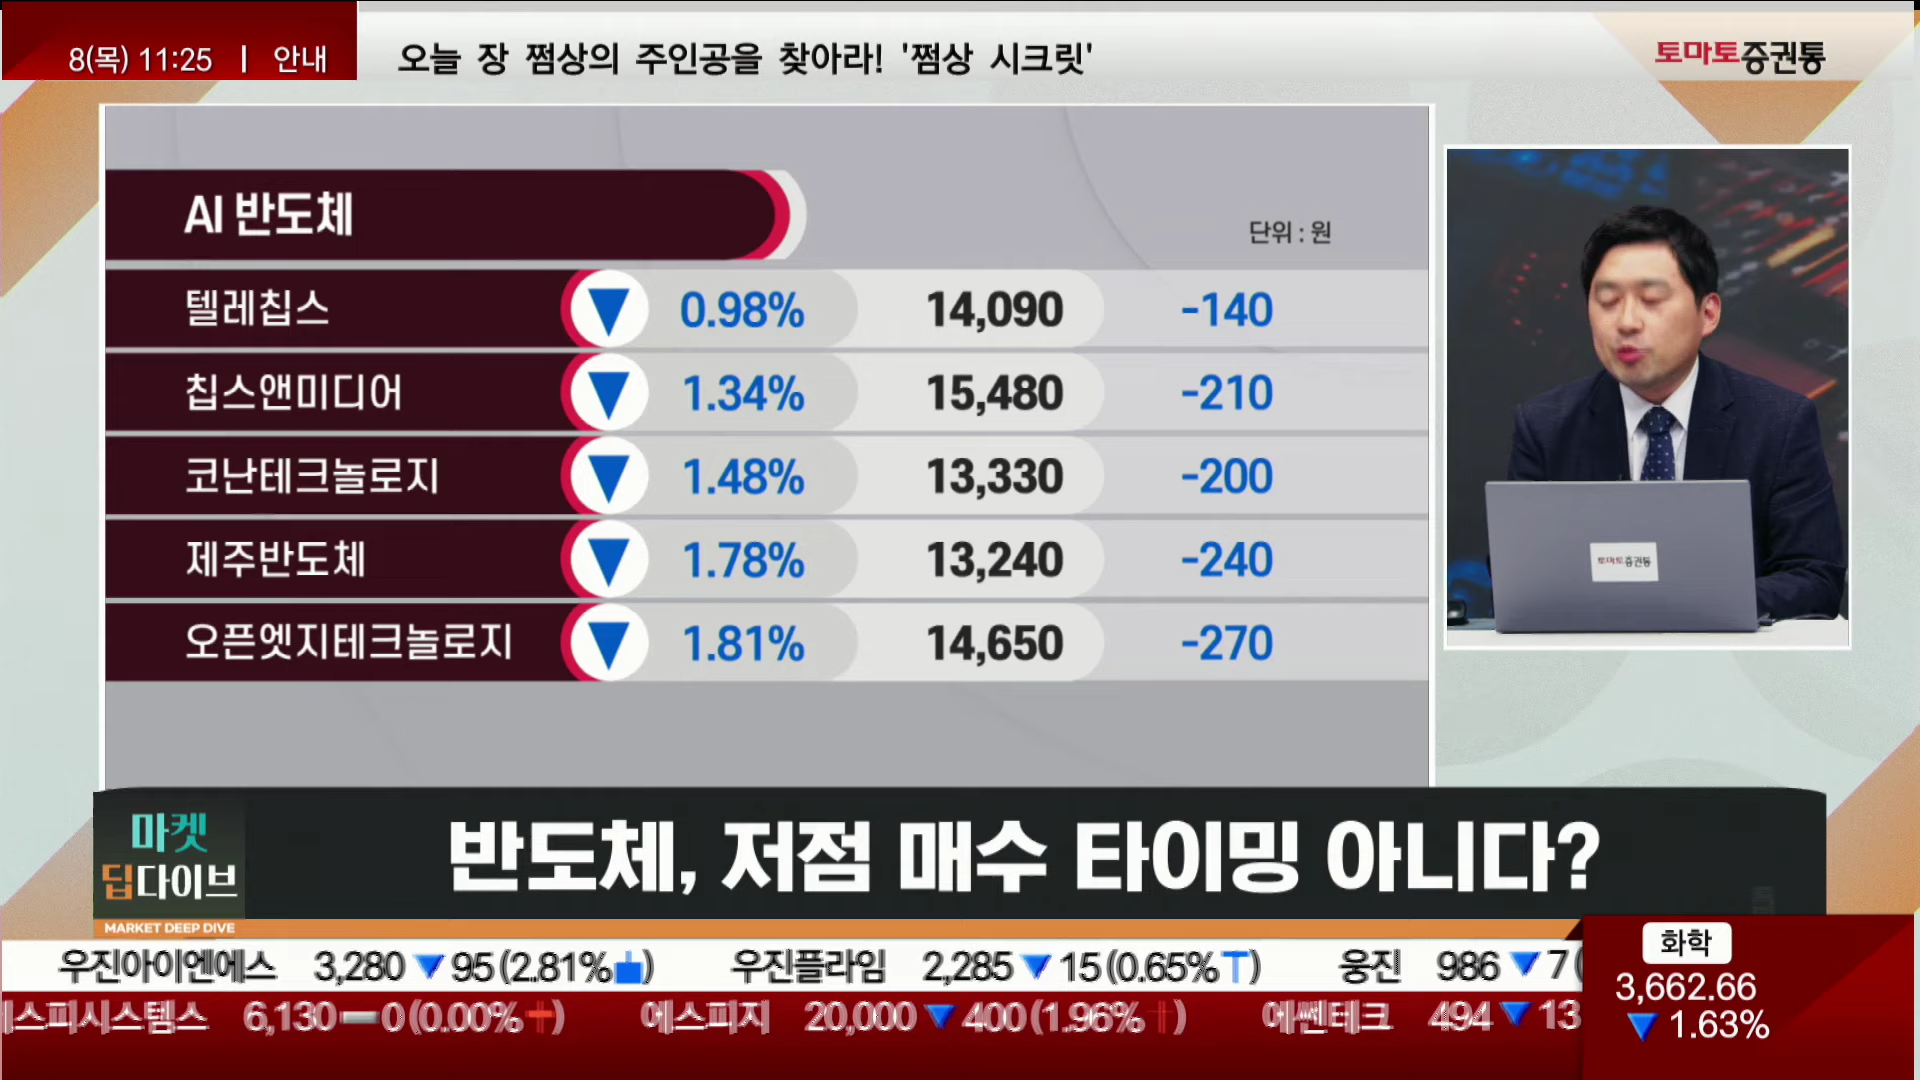 8(목) 11:25 | 안내
오늘 장 쩜상의 주인공을 찾아라! '쩜상 시크릿'
토마토증권통
AI 반도체
단위 : 원
텔레칩스 ▼ 0.98% 14,090 -140
칩스앤미디어 ▼ 1.34% 15,480 -210
코난테크놀로지 ▼ 1.48% 13,330 -200
제주반도체 ▼ 1.78% 13,240 -240
오픈엣지테크놀로지 ▼ 1.81% 14,650 -270
토마토증권통
마켓
딥다이브
MARKET DEEP DIVE
반도체, 저점 매수 타이밍 아니다?
우진아이엔에스 3,280 ▼ 95 (2.81%) 우진플라임 2,285 ▼ 15 (0.65%) 웅진 986 ▼ 7 (
에스피시스템스 6,130 0 (0.00%) 에스피지 20,000 ▼ 400 (1.96%) 에쎈테크 494 ▼ 13
화학
3,662.66
▼ 1.63%